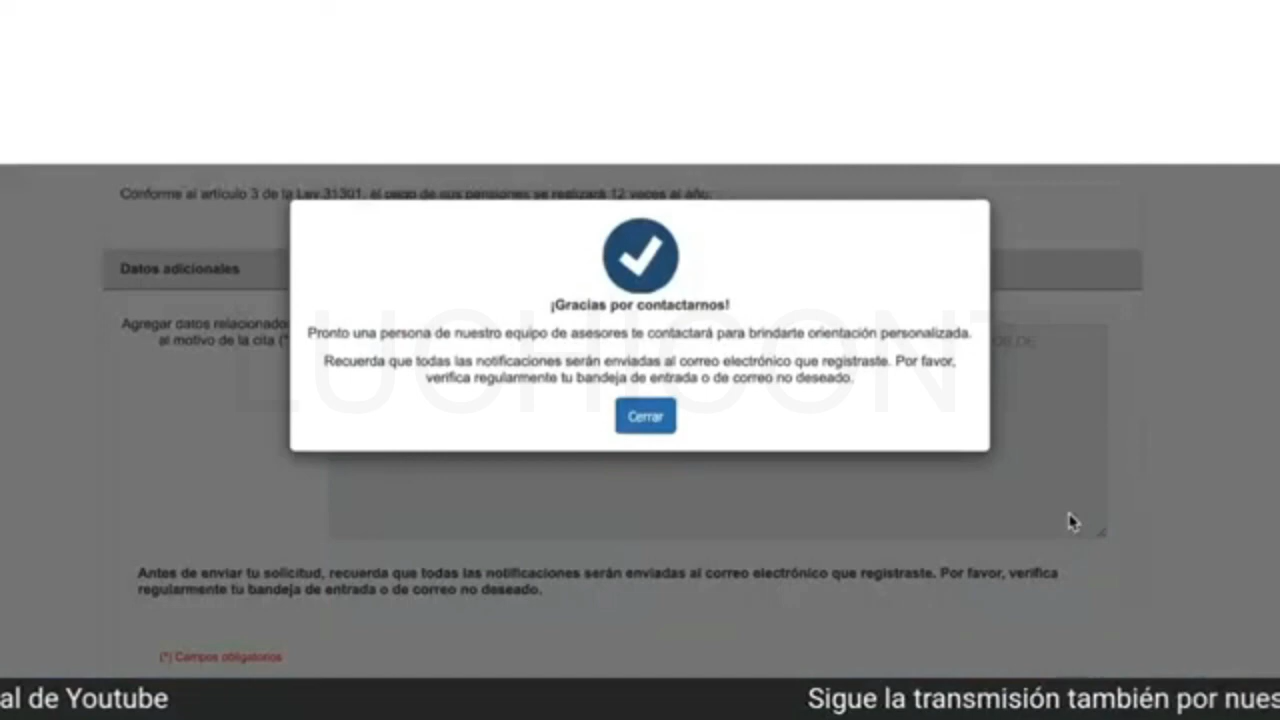 Conforme al artículo 3 de la Ley 31301, el pago de sus pensiones se realizará 12 veces al año.
Datos adicionales
¡Gracias por contactarnos!
Agregar datos relacionado
al motivo de la cita (*
Pronto una persona de nuestro equipo de asesores te contactará para brindarte orientación personalizada.
Recuerda que todas las notificaciones serán enviadas al correo electrónico que registraste. Por favor,
verifica regularmente tu bandeja de entrada o de correo no deseado.
Cerrar
Antes de enviar tu solicitud, recuerda que todas las notificaciones serán enviadas al correo electrónico que registraste. Por favor, verifica
regularmente tu bandeja de entrada o de correo no deseado.
(*) Campos obligatorios
al de Youtube
Sigue la transmisión también por nues